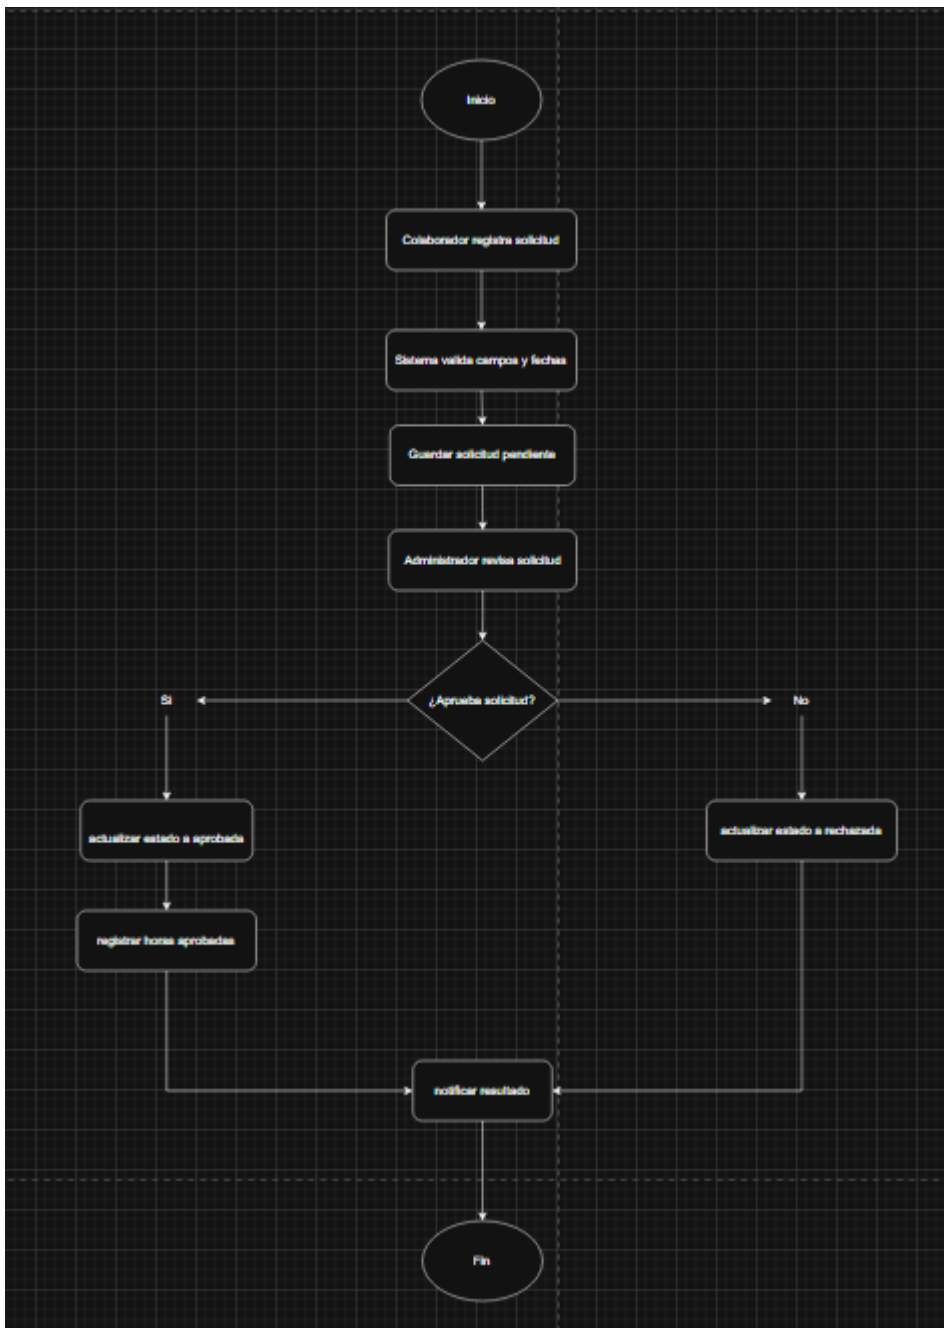 Inicio
Colaborador registra solicitud
Sistema valida campos y fechas
Guardar solicitud pendiente
Administrador revisa solicitud
¿Aprueba solicitud?
Si
No
actualizar estado a aprobada
actualizar estado a rechazada
registrar horas aprobadas
notificar resultado
Fin